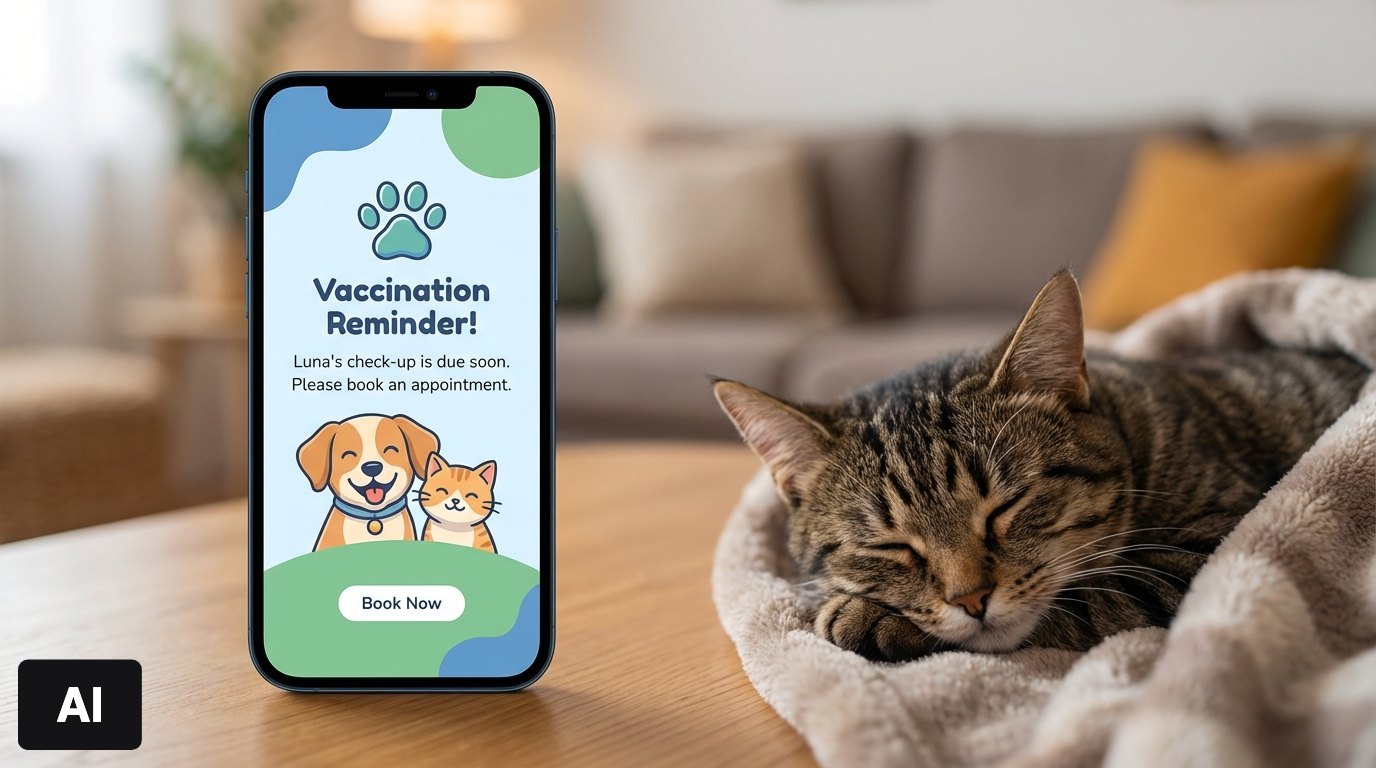 Vaccination
Reminder!
Luna's check-up is due soon.
Please book an appointment.
Book Now
AI